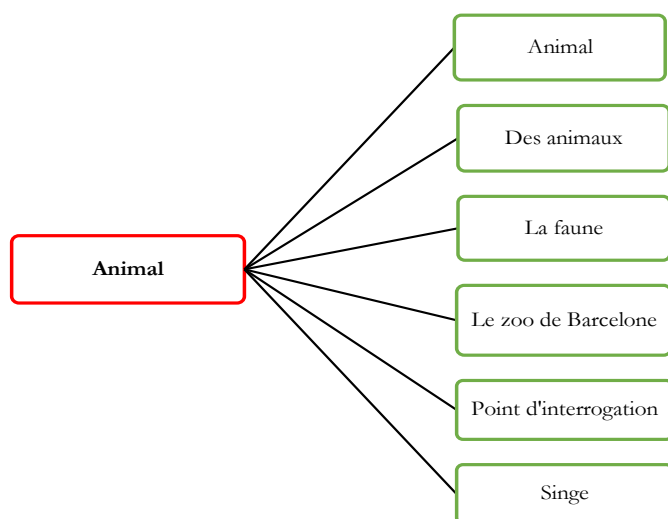 Animal
Animal
Des animaux
La faune
Le zoo de Barcelone
Point d'interrogation
Singe